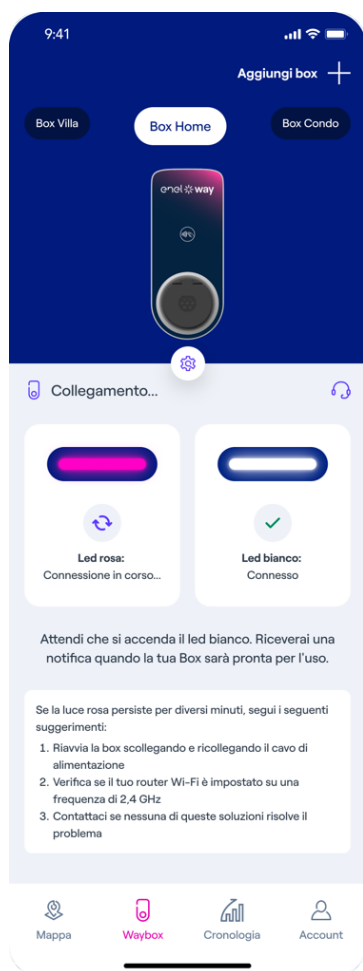 9:41
Aggiungi box
Box Villa
Box Home
Box Condo
enel way
Collegamento...
Led rosa:
Connessione in corso...
Led bianco:
Connesso
Attendi che si accenda il led bianco. Riceverai una
notifica quando la tua Box sarà pronta per l'uso.
Se la luce rosa persiste per diversi minuti, segui i seguenti
suggerimenti:
1. Riavvia la box scollegando e ricollegando il cavo di
alimentazione
2. Verifica se il tuo router Wi-Fi è impostato su una
frequenza di 2,4 GHz
3. Contattaci se nessuna di queste soluzioni risolve il
problema
Mappa
Waybox
Cronologia
Account